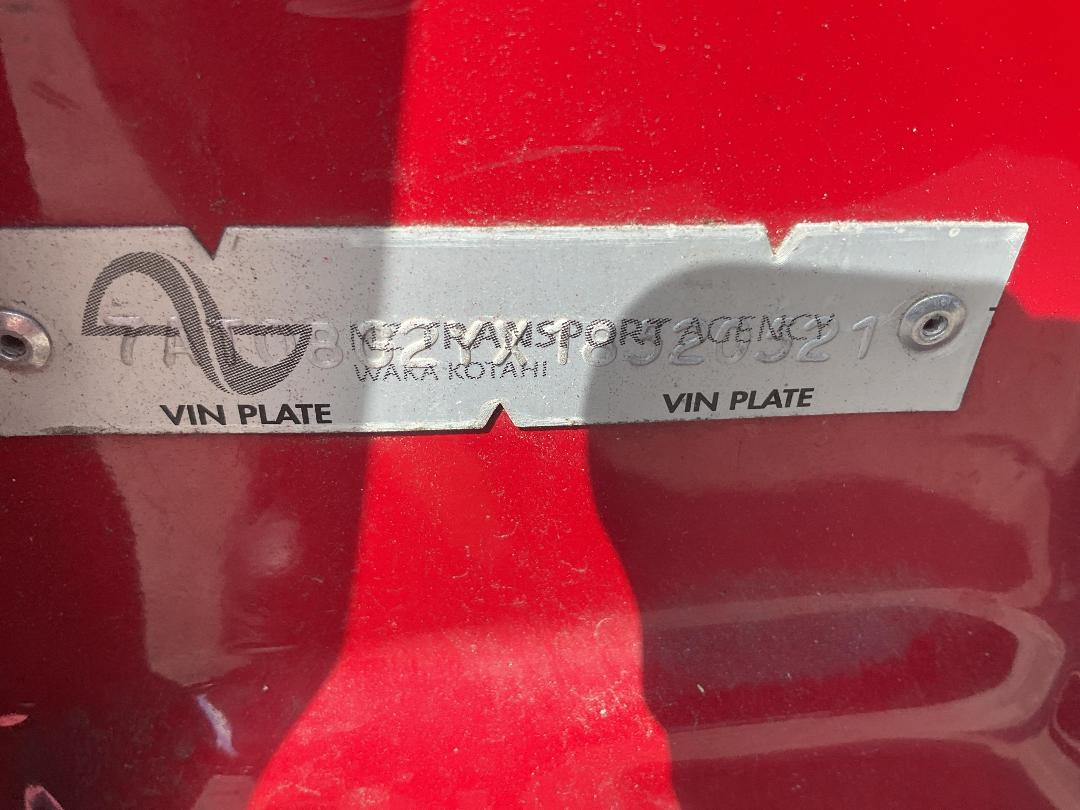 NZ TRANSPORT AGENCY
WAKA KOTAHI
VIN PLATE VIN PLATE